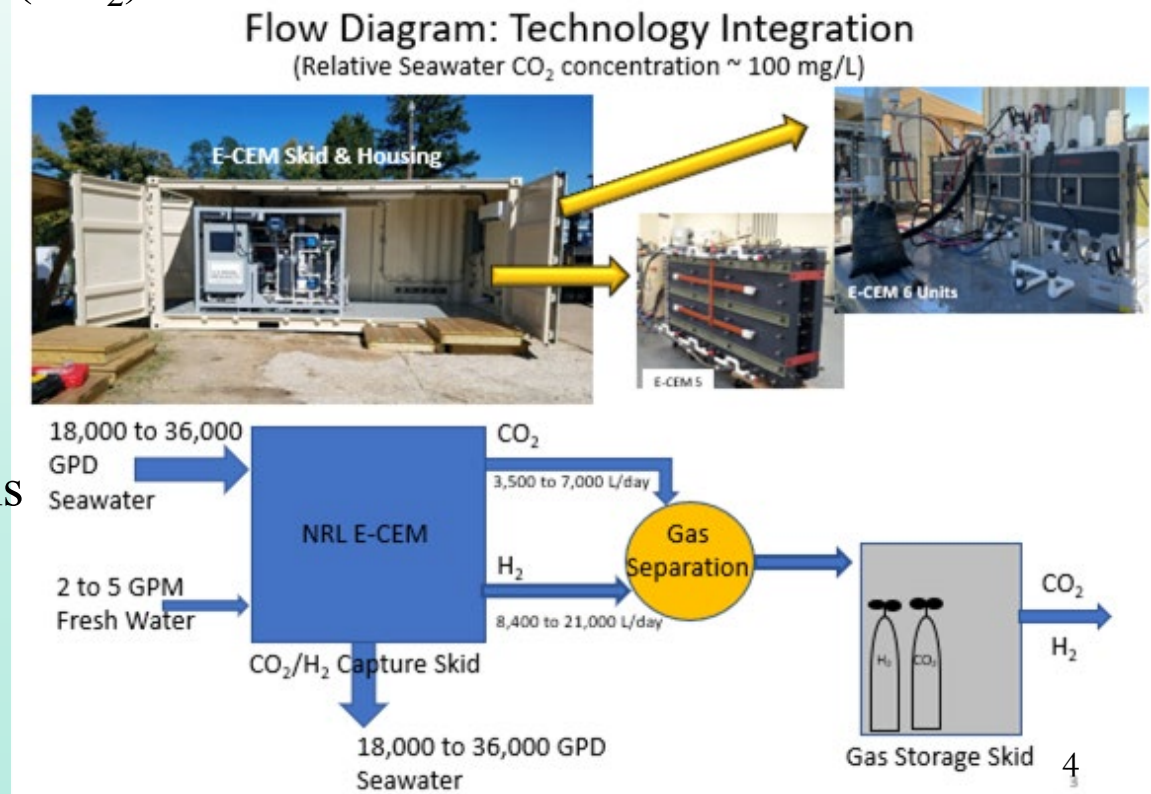 Flow Diagram: Technology Integration
(Relative Seawater CO₂ concentration ~ 100 mg/L)
E-CEM Skid & Housing
E-CEM 6 Units
E-CEM 5
18,000 to 36,000
GPD
Seawater
CO₂
3,500 to 7,000 L/day
NRL E-CEM
Gas
Separation
2 to 5 GPM
Fresh Water
H₂
8,400 to 21,000 L/day
CO₂/H₂ Capture Skid
18,000 to 36,000 GPD
Seawater
H₂
CO₂
CO₂
H₂
Gas Storage Skid
4
3